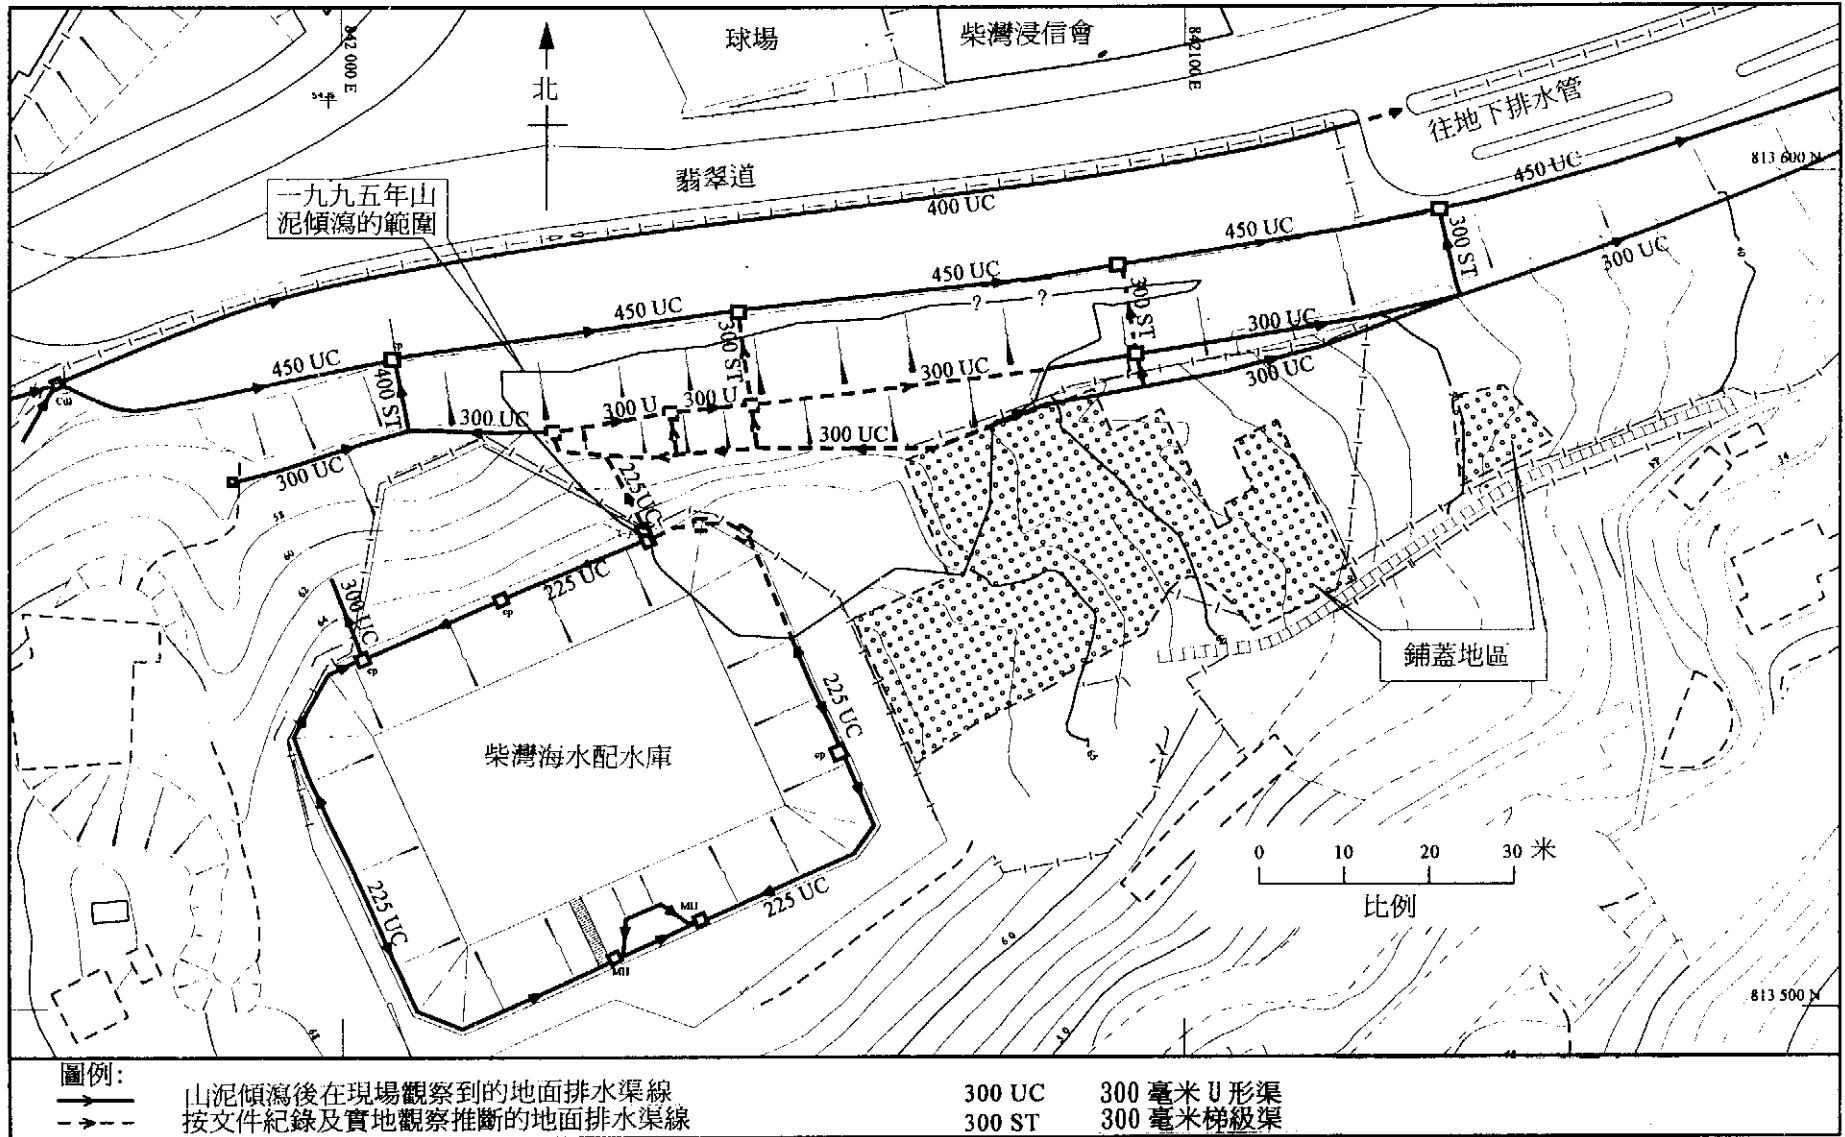 球場
柴灣浸信會
842 000 E
842100 E
北
往地下排水管
813 600 N
翡翠道
一九九五年山
泥傾瀉的範圍
400 UC
450 UC
450 UC
450 UC
450 UC
450 UC
300 ST
300 UC
300 ST
300 ST
300 UC
300 UC
300 UC
400 ST
300 UC
300 U
300 U
300 UC
300 UC
225UC
225 UC
300 UC
鋪蓋地區
225 UC
柴灣海水配水庫
225 UC
225 UC
0 10 20 30 米
比例
813 500 N
圖例:
山泥傾瀉後在現場觀察到的地面排水渠線
按文件紀錄及實地觀察推斷的地面排水渠線
300 UC 300 毫米 U 形渠
300 ST 300 毫米梯級渠